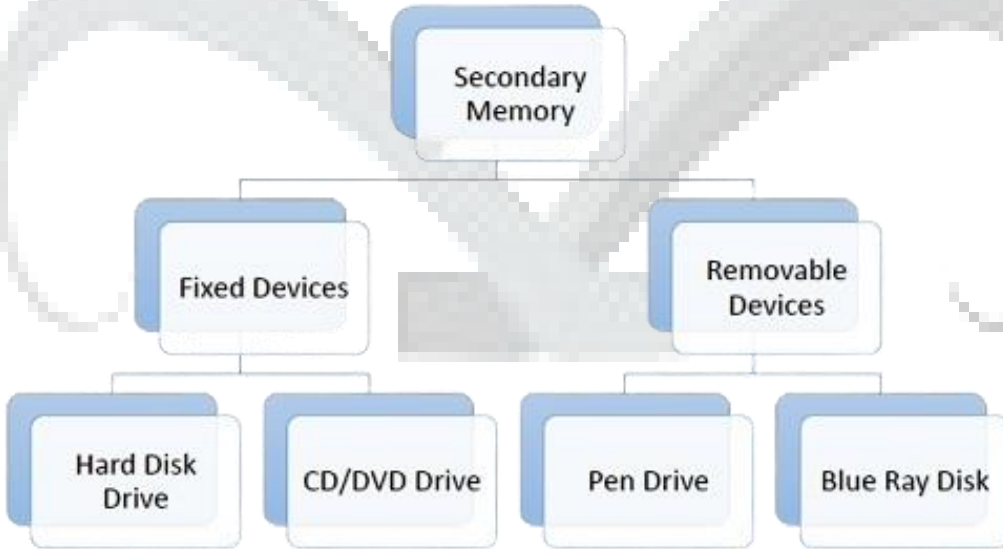 Secondary
Memory
Fixed Devices
Removable
Devices
Hard Disk
Drive
CD/DVD Drive
Pen Drive
Blue Ray Disk